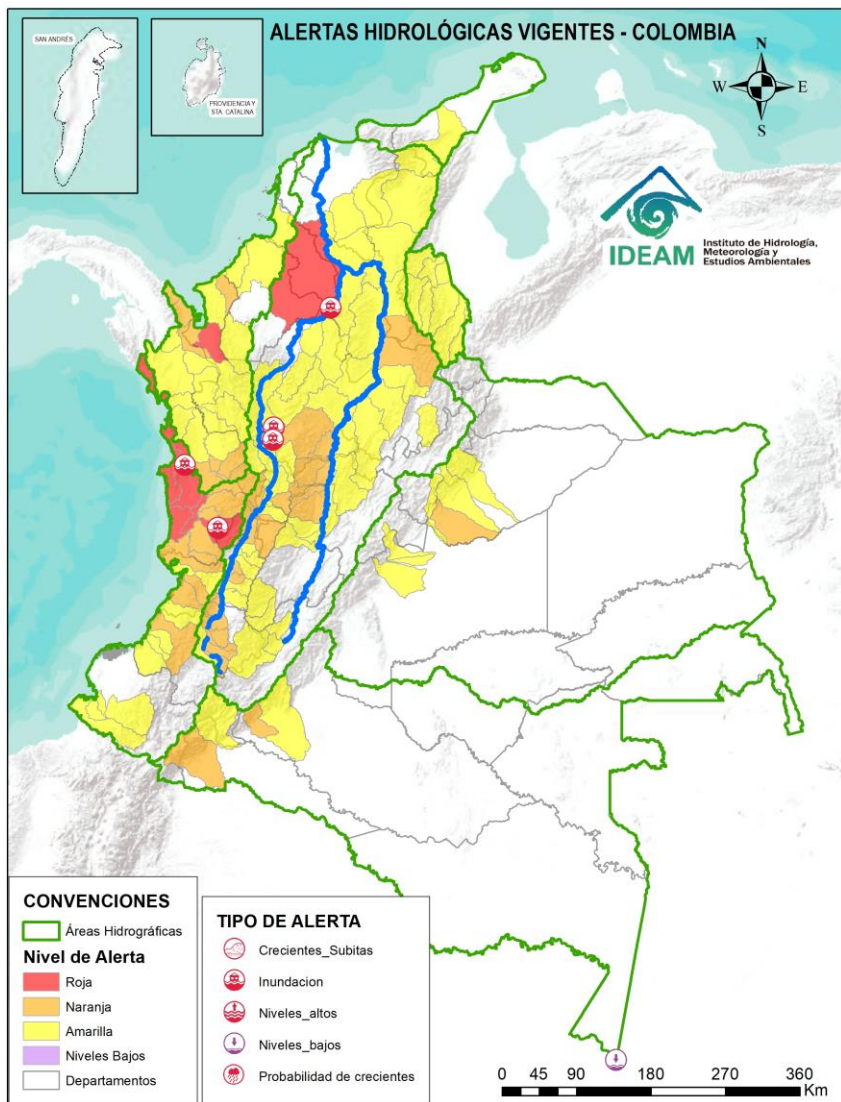 ALERTAS HIDROLÓGICAS VIGENTES - COLOMBIA
SAN ANDRÉS
PROVIDENCIA Y
STA. CATALINA
N
W
E
S
IDEAM
Instituto de Hidrología,
Meteorología y
Estudios Ambientales
CONVENCIONES
Áreas Hidrográficas
Nivel de Alerta
Roja
Naranja
Amarilla
Niveles Bajos
Departamentos
TIPO DE ALERTA
Crecientes_Subitas
Inundacion
Niveles_altos
Niveles_bajos
Probabilidad de crecientes
0 45 90 180 270 360
Km